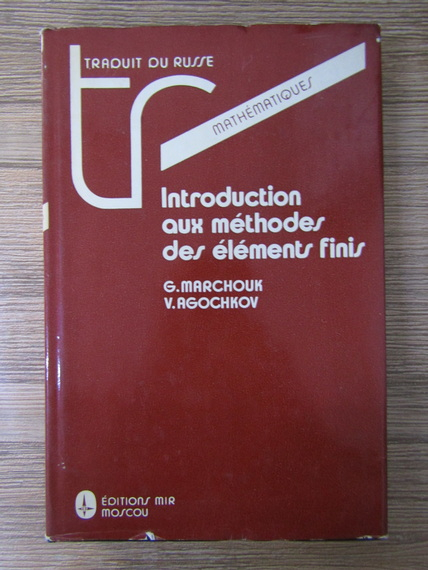 TRADUIT DU RUSSE
tr
MATHÉMATIQUES
Introduction
aux méthodes
des éléments finis
G. MARCHOUK
V. AGOCHKOV
ÉDITIONS MIR
MOSCOU